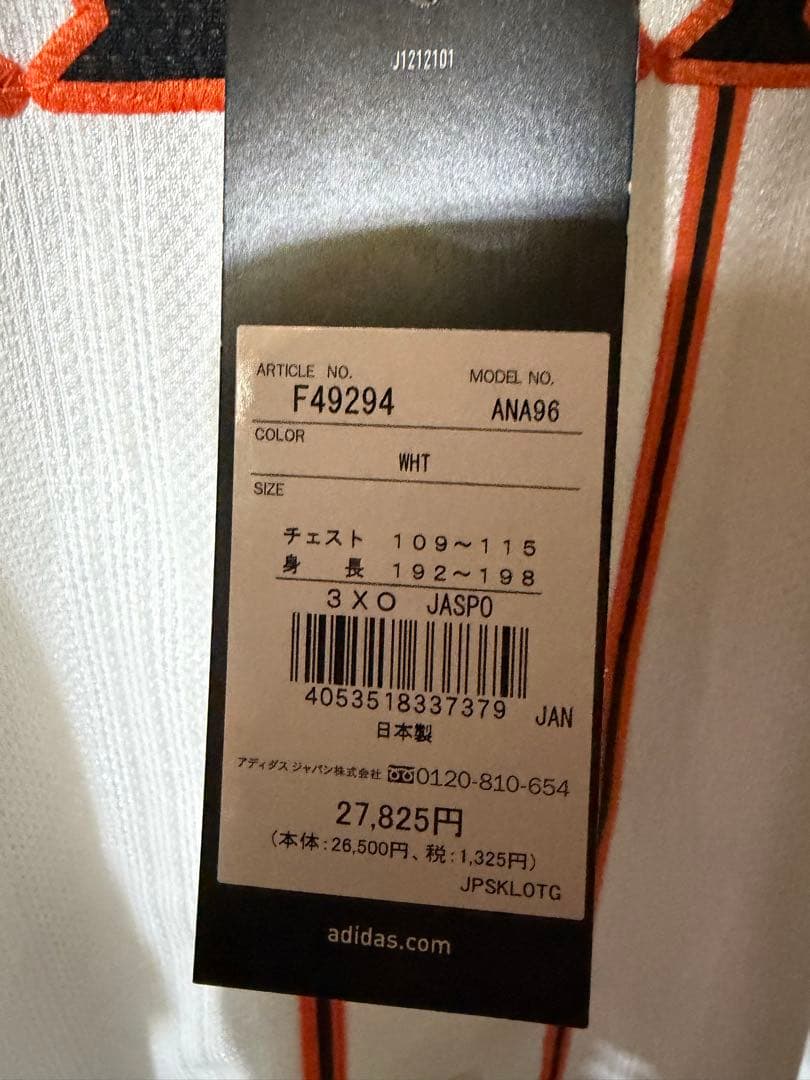 J1212101
ARTICLE NO.
MODEL NO.
F49294
ANA96
COLOR
WHT
SIZE
チェスト 109～115
身長 192～198
3XO JASPO
4053518337379 JAN
日本製
アディダス ジャパン株式会社 0120-810-654
27,825円
(本体:26,500円、税:1,325円)
JPSKLOTG
adidas.com